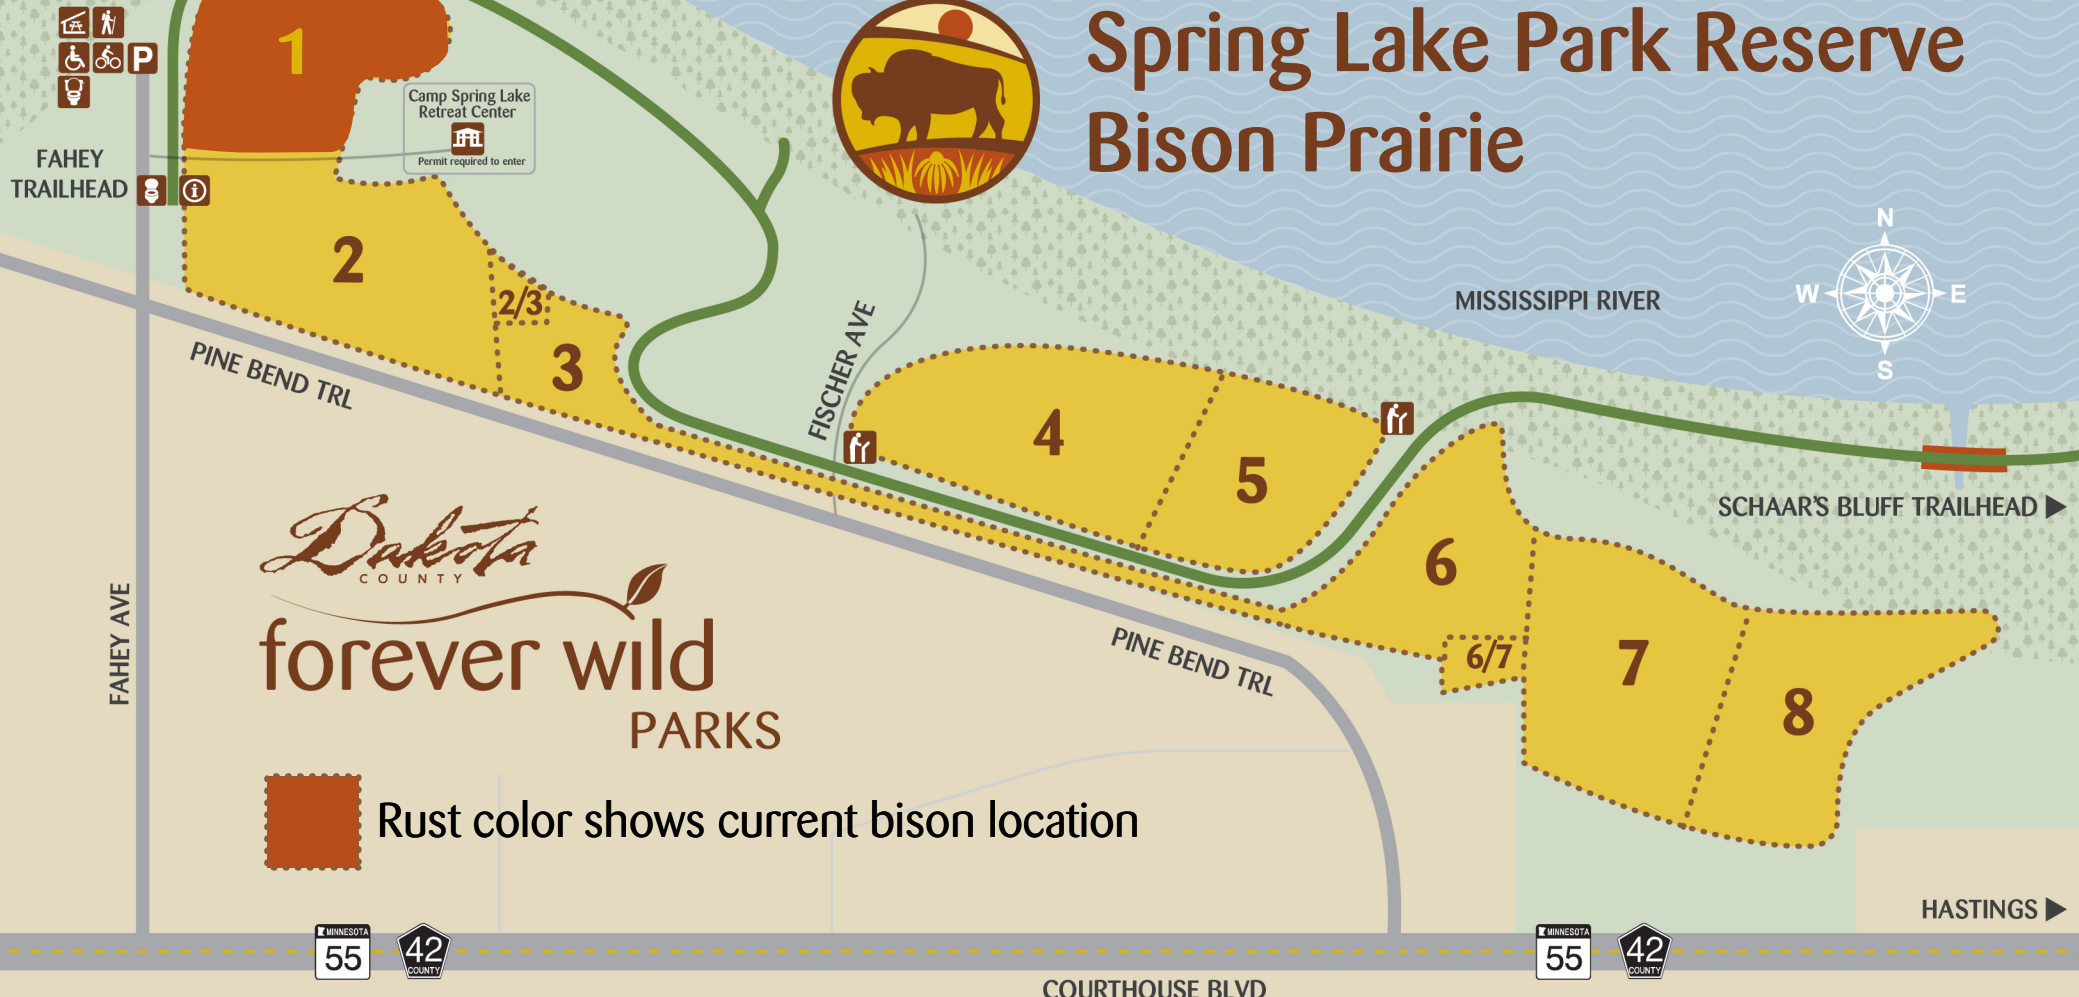 Spring Lake Park Reserve
Bison Prairie
P
1
Camp Spring Lake
Retreat Center
Permit required to enter
FAHEY
TRAILHEAD
i
2
2/3
3
PINE BEND TRL
FISCHER AVE
MISSISSIPPI RIVER
N
W
E
S
4
5
6
6/7
7
8
SCHAAR'S BLUFF TRAILHEAD
PINE BEND TRL
FAHEY AVE
Dakota
COUNTY
forever wild
PARKS
Rust color shows current bison location
HASTINGS
MINNESOTA
55
42
COUNTY
MINNESOTA
55
42
COUNTY
COURTHOUSE BLVD